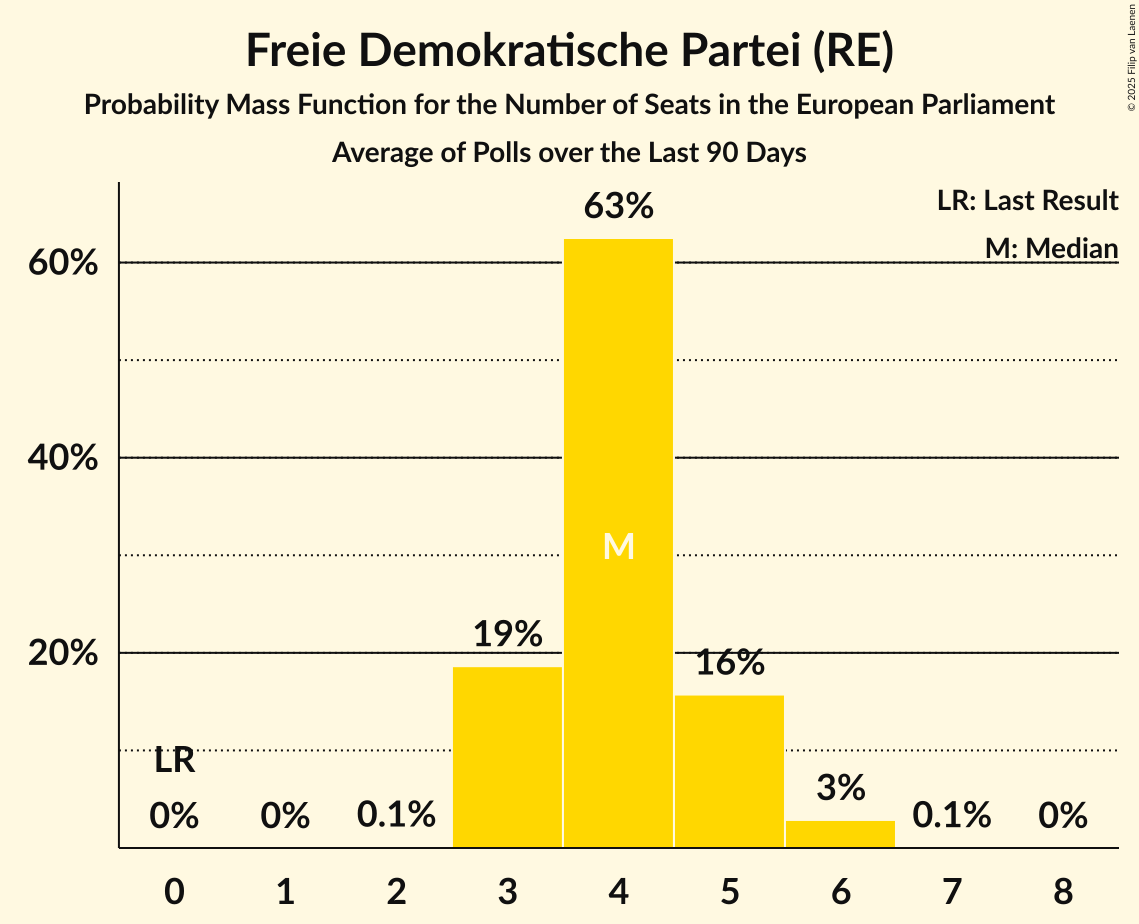 Freie Demokratische Partei (RE)
Probability Mass Function for the Number of Seats in the European Parliament
Average of Polls over the Last 90 Days
© 2025 Filip van Laenen
LR: Last Result
M: Median
63%
60%
40%
M
19%
20%
16%
LR
3%
0%
0%
0.1%
0.1%
0%
0 1 2 3 4 5 6 7 8